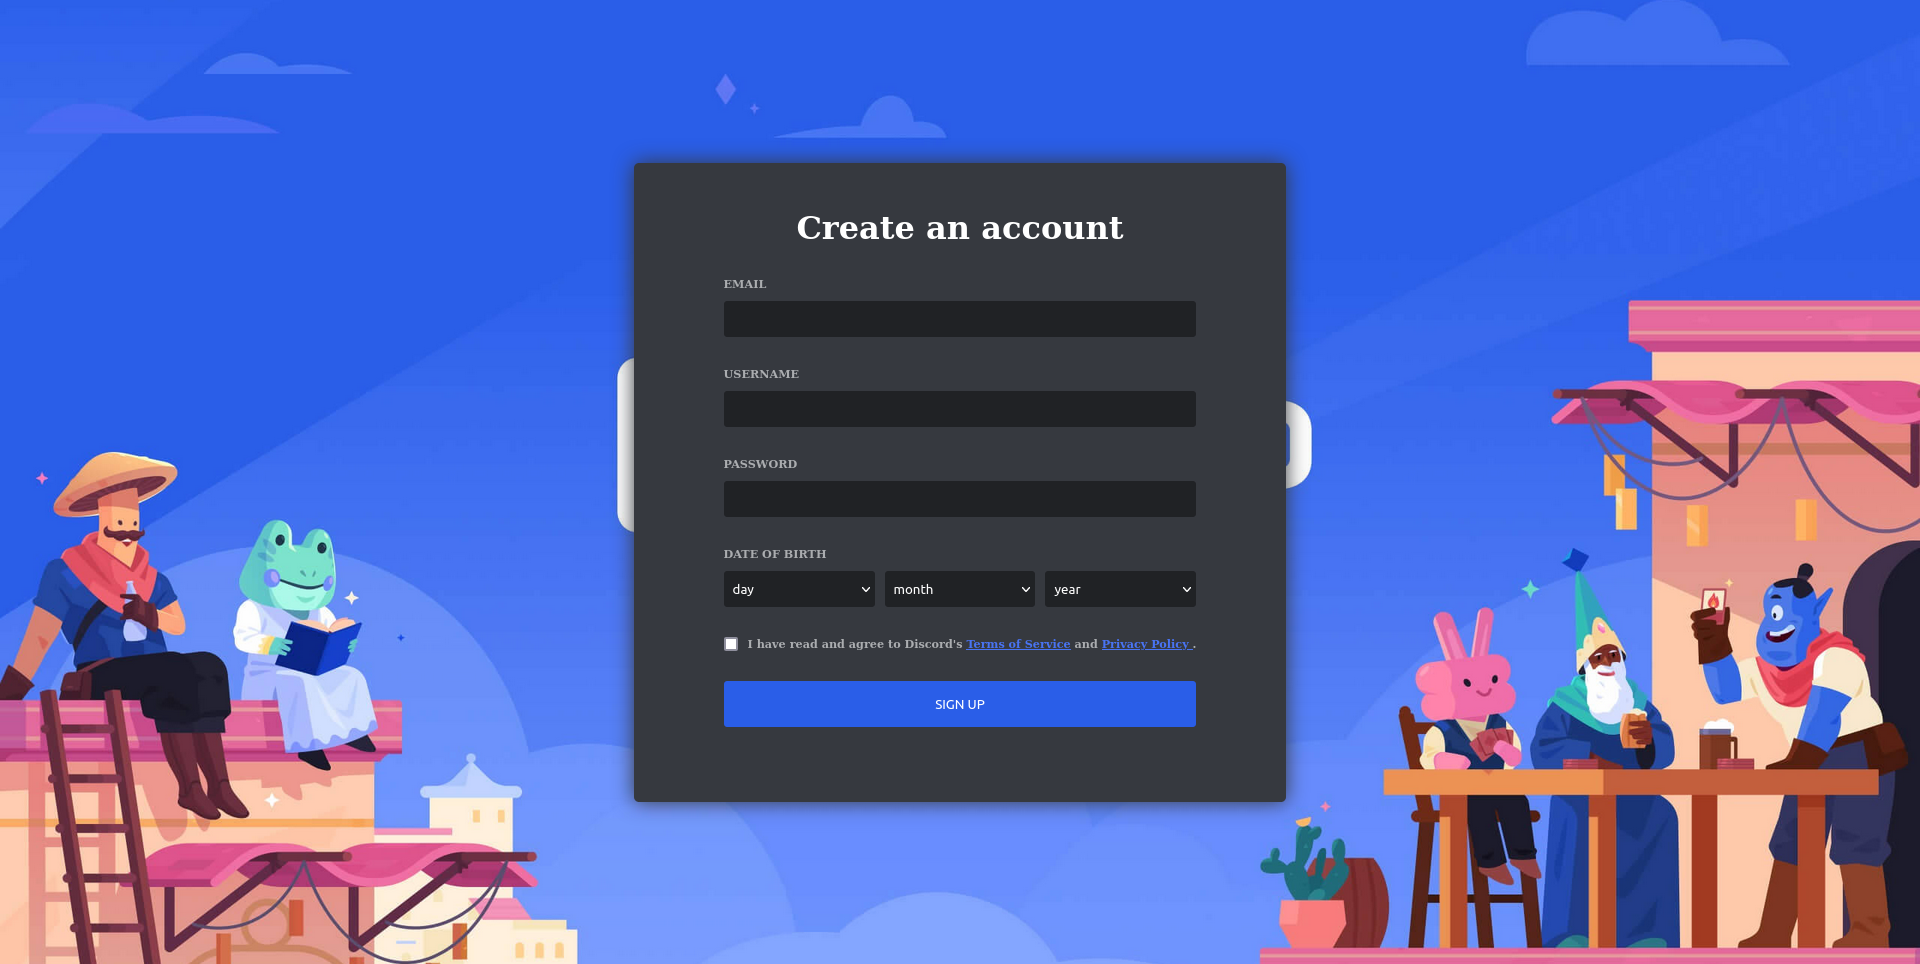 Create an account
EMAIL
USERNAME
PASSWORD
DATE OF BIRTH
day month year
I have read and agree to Discord's Terms of Service and Privacy Policy .
SIGN UP